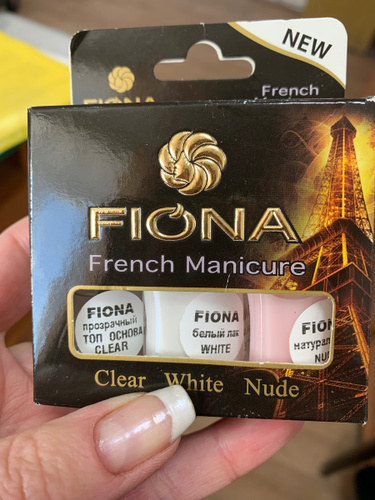 NEW
FIONA
French
FIONA
French Manicure
FIONA
прозрачный
ТОП ОСНОВА
CLEAR
FIONA
белый лак
WHITE
Clear White Nude